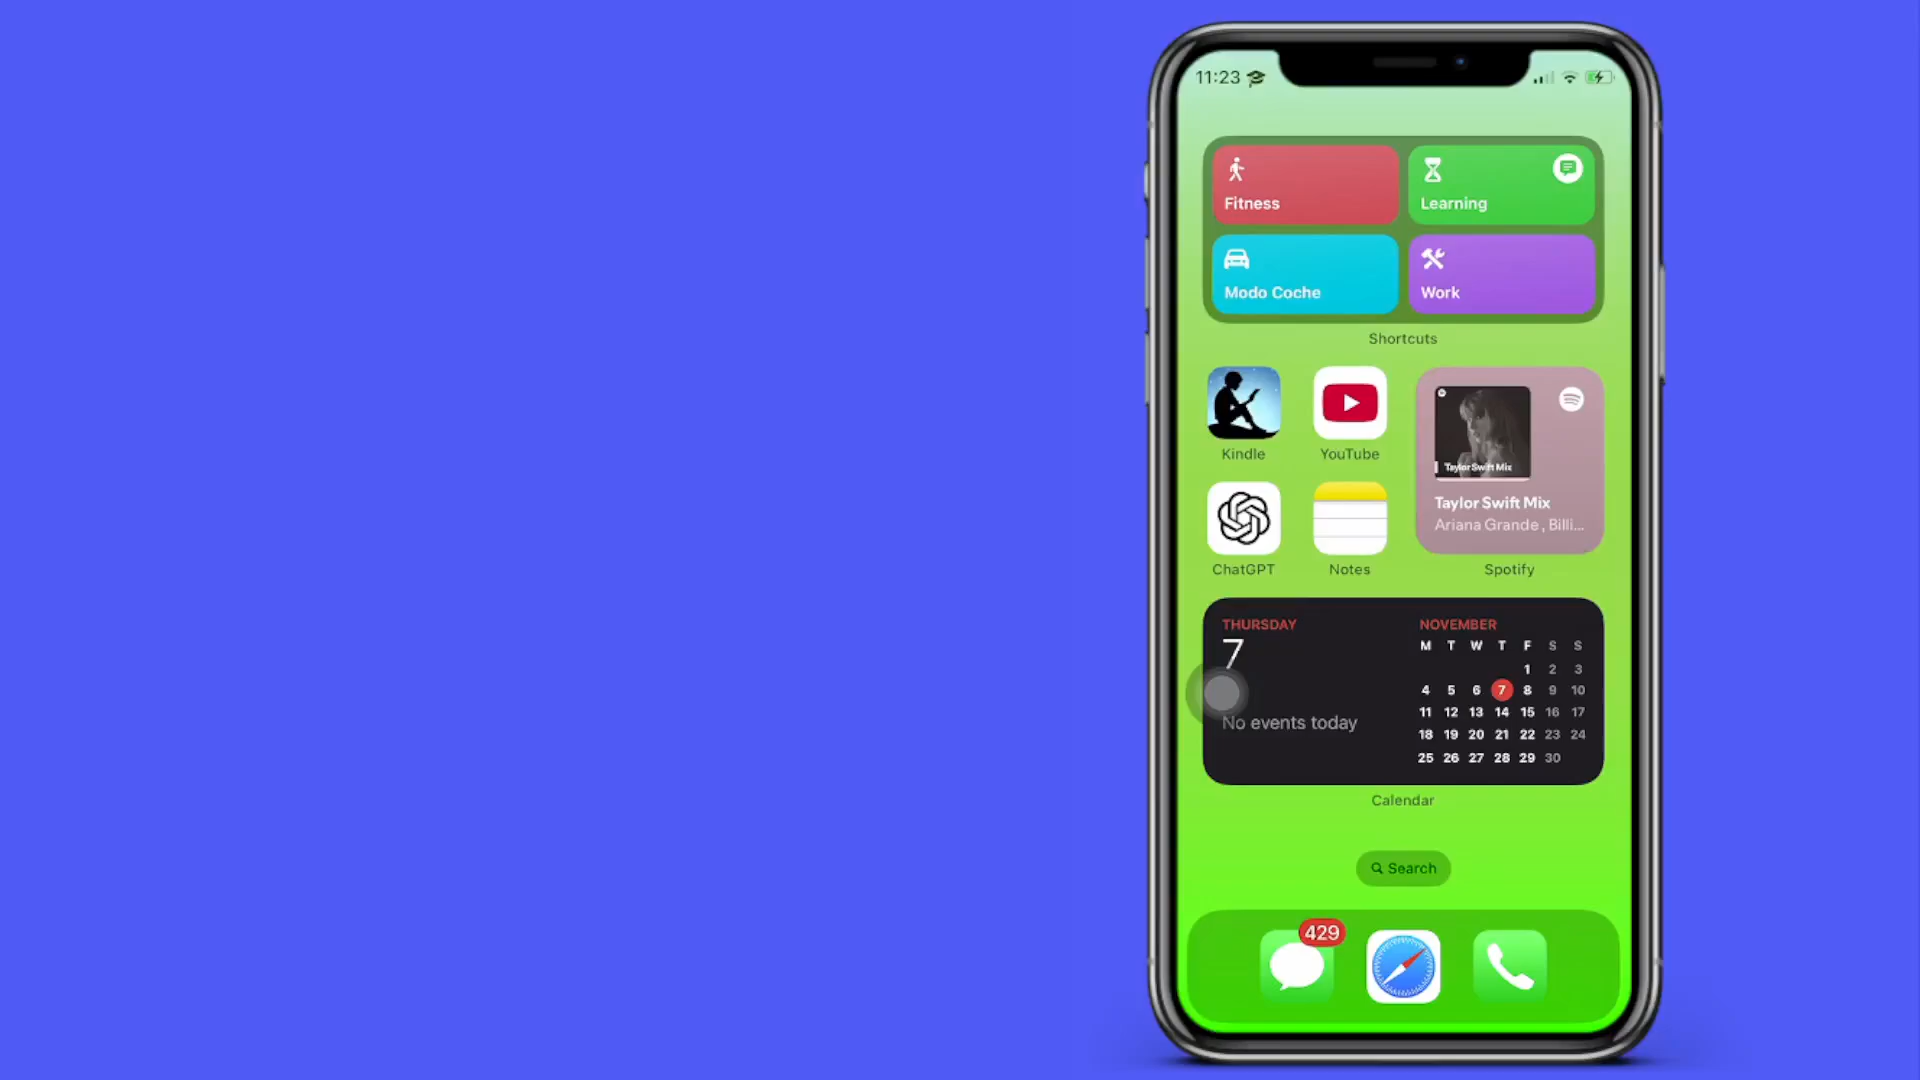 11:23
Fitness
Learning
Modo Coche
Work
Shortcuts
Kindle
YouTube
Taylor Swift Mix
Taylor Swift Mix
Ariana Grande, Billi...
ChatGPT
Notes
Spotify
THURSDAY
7
No events today
NOVEMBER
M T W T F S S
1 2 3
4 5 6 7 8 9 10
11 12 13 14 15 16 17
18 19 20 21 22 23 24
25 26 27 28 29 30
Calendar
Search
429